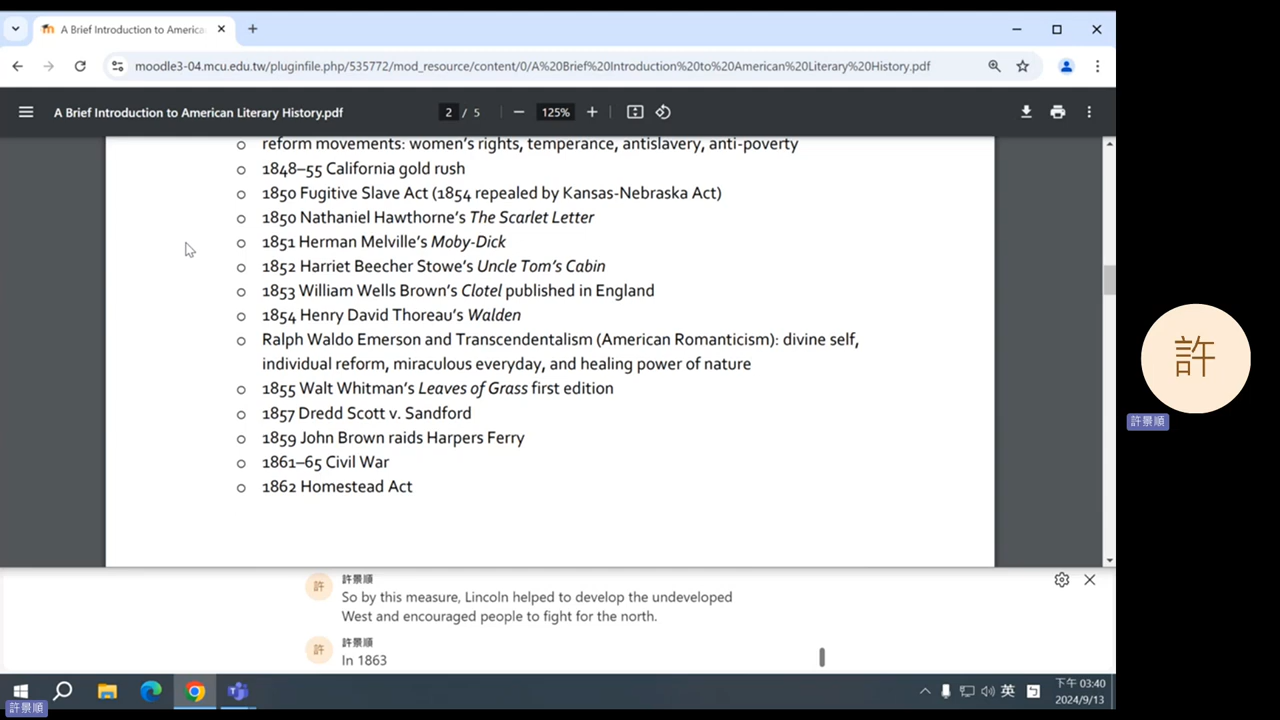 A Brief Introduction to America
moodle3-04.mcu.edu.tw/pluginfile.php/535772/mod_resource/content/0/A%20Brief%20Introduction%20to%20American%20Literary%20History.pdf
A Brief Introduction to American Literary History.pdf
2 / 5
125%
reform movements: women's rights, temperance, antislavery, anti-poverty
1848–55 California gold rush
1850 Fugitive Slave Act (1854 repealed by Kansas-Nebraska Act)
1850 Nathaniel Hawthorne's The Scarlet Letter
1851 Herman Melville's Moby-Dick
1852 Harriet Beecher Stowe's Uncle Tom's Cabin
1853 William Wells Brown's Clotel published in England
1854 Henry David Thoreau's Walden
Ralph Waldo Emerson and Transcendentalism (American Romanticism): divine self,
individual reform, miraculous everyday, and healing power of nature
1855 Walt Whitman's Leaves of Grass first edition
1857 Dredd Scott v. Sandford
1859 John Brown raids Harpers Ferry
1861–65 Civil War
1862 Homestead Act
許
許景順
許 許景順
So by this measure, Lincoln helped to develop the undeveloped
West and encouraged people to fight for the north.
許 許景順
In 1863
英
下午 03:40
2024/9/13
許景順